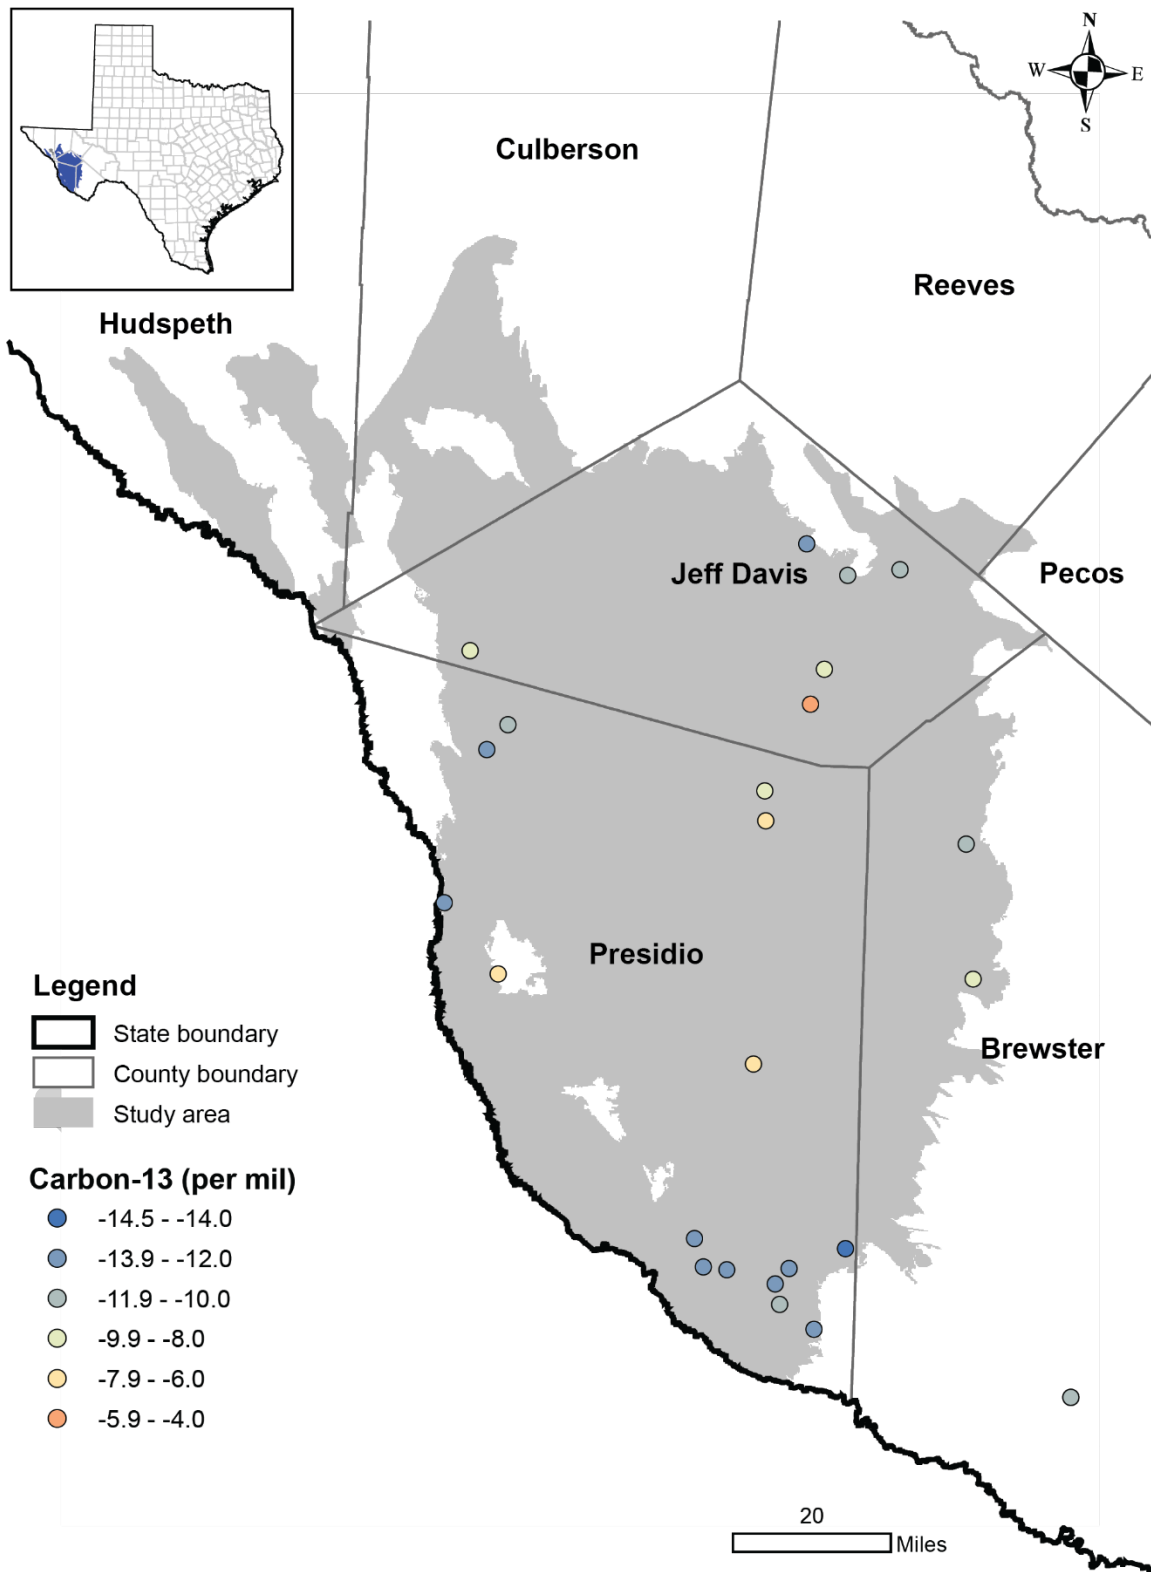 N
W E
S
Culberson
Reeves
Hudspeth
Jeff Davis
Pecos
Presidio
Brewster
Legend
State boundary
County boundary
Study area
Carbon-13 (per mil)
-14.5 - -14.0
-13.9 - -12.0
-11.9 - -10.0
-9.9 - -8.0
-7.9 - -6.0
-5.9 - -4.0
20
Miles